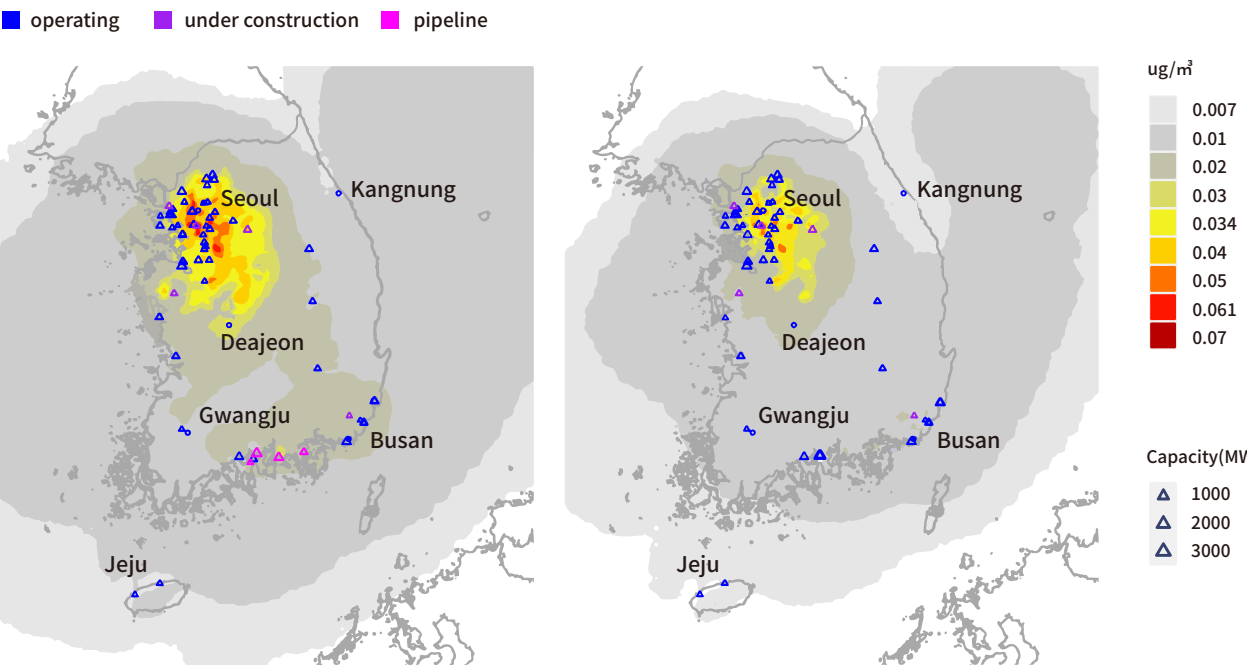 operating under construction pipeline
ug/㎥
0.007
0.01
0.02
0.03
0.034
0.04
0.05
0.061
0.07
Seoul
Kangnung
Deajeon
Gwangju
Busan
Jeju
Seoul
Kangnung
Deajeon
Gwangju
Busan
Jeju
Capacity(MW
1000
2000
3000